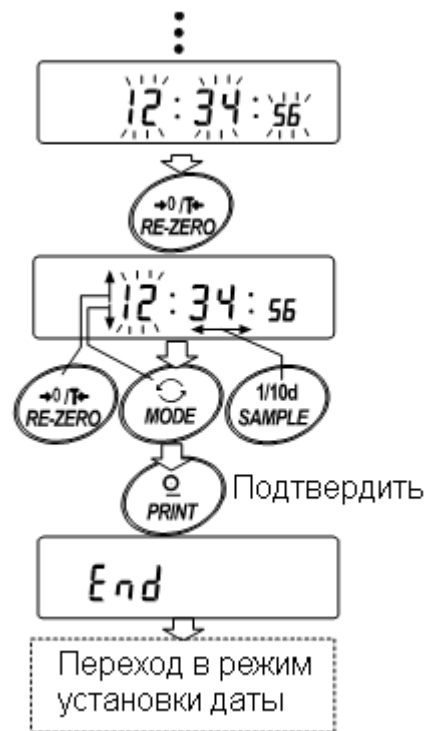 12:34:56
→0/T←
RE-ZERO
12:34:56
→0/T←
RE-ZERO
MODE
1/10d
SAMPLE
PRINT
Подтвердить
End
Переход в режим
установки даты